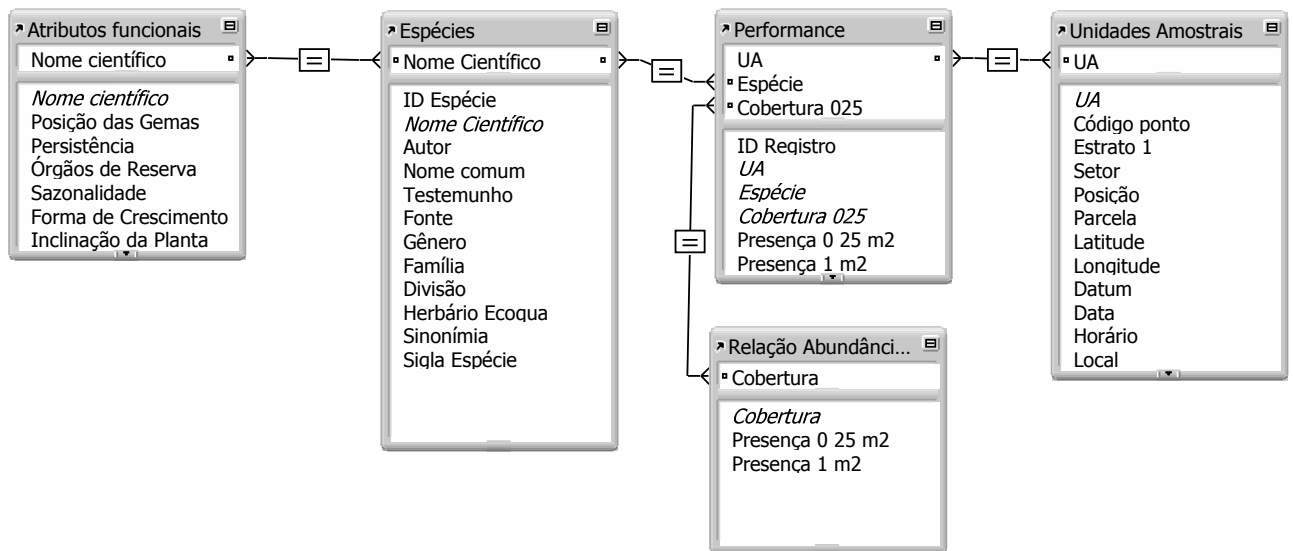 Atributos funcionais
Nome científico
Nome científico
Posição das Gemas
Persistência
Órgãos de Reserva
Sazonalidade
Forma de Crescimento
Inclinação da Planta
=
Espécies
Nome Científico
ID Espécie
Nome Científico
Autor
Nome comum
Testemunho
Fonte
Gênero
Família
Divisão
Herbário Ecoqua
Sinonímia
Sigla Espécie
=
=
Performance
UA
Espécie
Cobertura 025
ID Registro
UA
Espécie
Cobertura 025
Presença 0 25 m2
Presença 1 m2
=
Relação Abundânci...
Cobertura
Cobertura
Presença 0 25 m2
Presença 1 m2
Unidades Amostrais
UA
UA
Código ponto
Estrato 1
Setor
Posição
Parcela
Latitude
Longitude
Datum
Data
Horário
Local